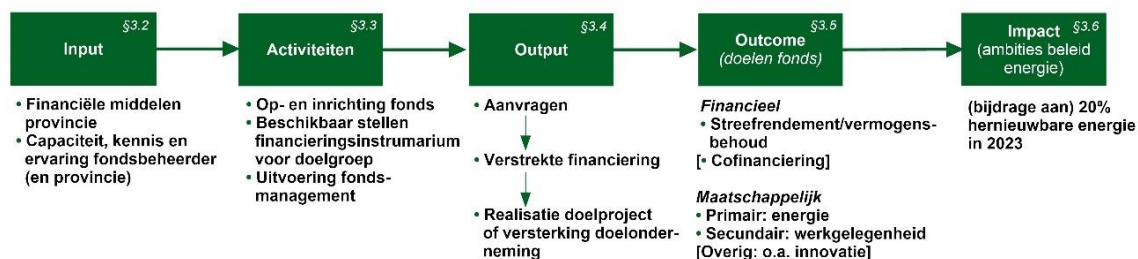 §3.2
Input
§3.3
Activiteiten
§3.4
Output
§3.5
Outcome
(doelen fonds)
§3.6
Impact
(ambities beleid
energie)
• Financiële middelen
provincie
• Capaciteit, kennis en
ervaring fondsbeheerder
(en provincie)
• Op- en inrichting fonds
• Beschikbaar stellen
financieringsinstrumarium
voor doelgroep
• Uitvoering fonds-
management
• Aanvragen
• Verstrekte financiering
• Realisatie doelproject
of versterking doelonder-
neming
Financieel
• Streefrendement/vermogens-
behoud
[• Cofinanciering]
Maatschappelijk
• Primair: energie
• Secundair: werkgelegenheid
[Overig: o.a. innovatie]
(bijdrage aan) 20%
hernieuwbare energie
in 2023